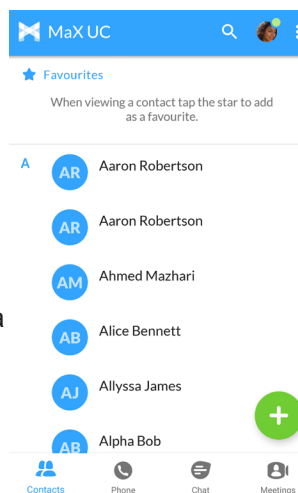 MaX UC
Favourites
When viewing a contact tap the star to add
as a favourite.
A
AR
Aaron Robertson
AR
Aaron Robertson
AM
Ahmed Mazhari
AB
Alice Bennett
a
AJ
Allyssa James
AB
Alpha Bob
+
Contacts
Phone
Chat
Meetings